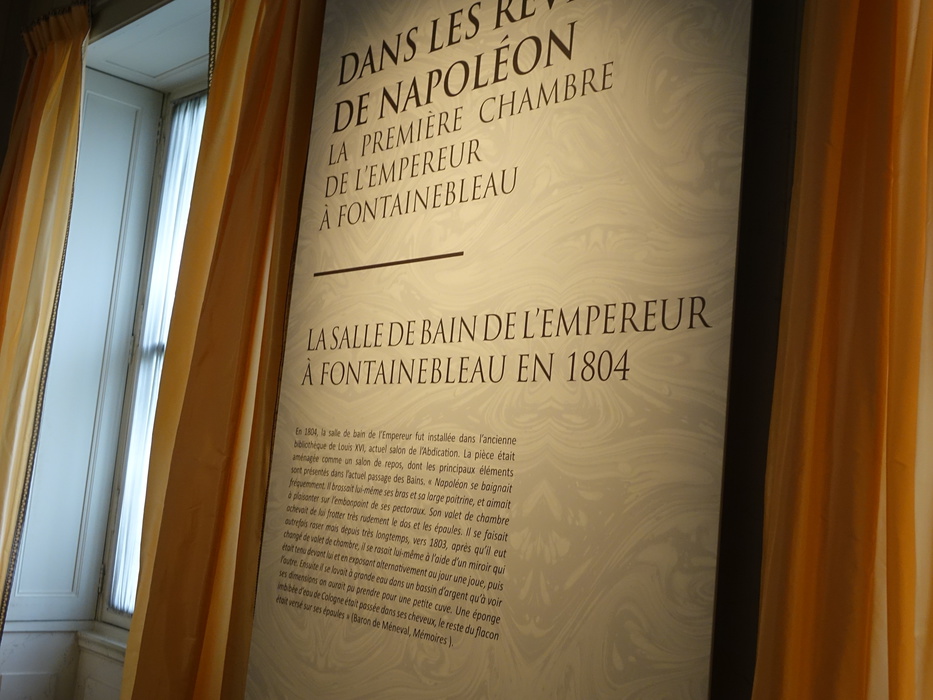 DANS LES
DE NAPOLÉON
LA PREMIÈRE CHAMBRE
DE L'EMPEREUR
À FONTAINEBLEAU
LA SALLE DE BAIN DE L'EMPEREUR
À FONTAINEBLEAU EN 1804
En 1804, la salle de bain de l'Empereur fut installée dans l'ancienne
bibliothèque de Louis XVI, actuel salon de l'Abdication. La pièce était
aménagée comme un salon de repos, dont les principaux éléments
sont présentés dans l'actuel passage des Bains. « Napoléon se baignait
fréquemment. Il brossait lui-même ses bras et sa large poitrine, et aimait
à plaisanter sur l'embonpoint de ses pectoraux. Son valet de chambre
achevait de lui frotter très rudement le dos et les épaules. Il se faisait
autrefois raser mais depuis très longtemps, vers 1803, après qu'il eut
changé de valet de chambre, il se rasait lui-même à l'aide d'un miroir qui
était tenu devant lui et en exposant alternativement au jour une joue, puis
l'autre. Ensuite il se lavait à grande eau dans un bassin d'argent qu'à voir
ses dimensions on aurait pu prendre pour une petite cuve. Une éponge
imbibée d'eau de Cologne était passée dans ses cheveux, le reste du flacon
était versé sur ses épaules » (Baron de Méneval, Mémoires ).